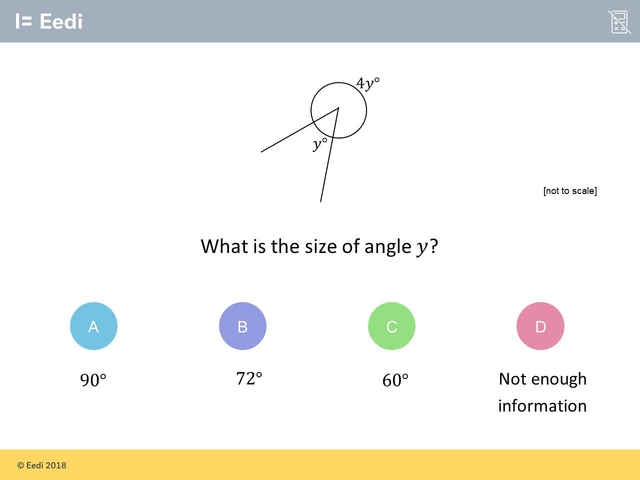 I= Eedi
4y°
y°
[not to scale]
What is the size of angle y?
A
B
C
D
90°
72°
60°
Not enough
information
© Eedi 2018